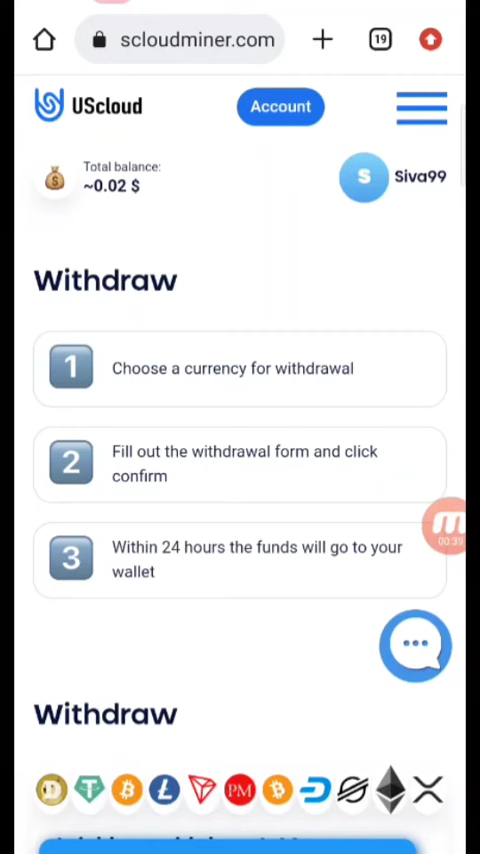 scloudminer.com
19
UScloud
Account
Total balance:
~0.02 $
S
Siva99
Withdraw
1
Choose a currency for withdrawal
2
Fill out the withdrawal form and click
confirm
3
Within 24 hours the funds will go to your
wallet
00:39
Withdraw
PM